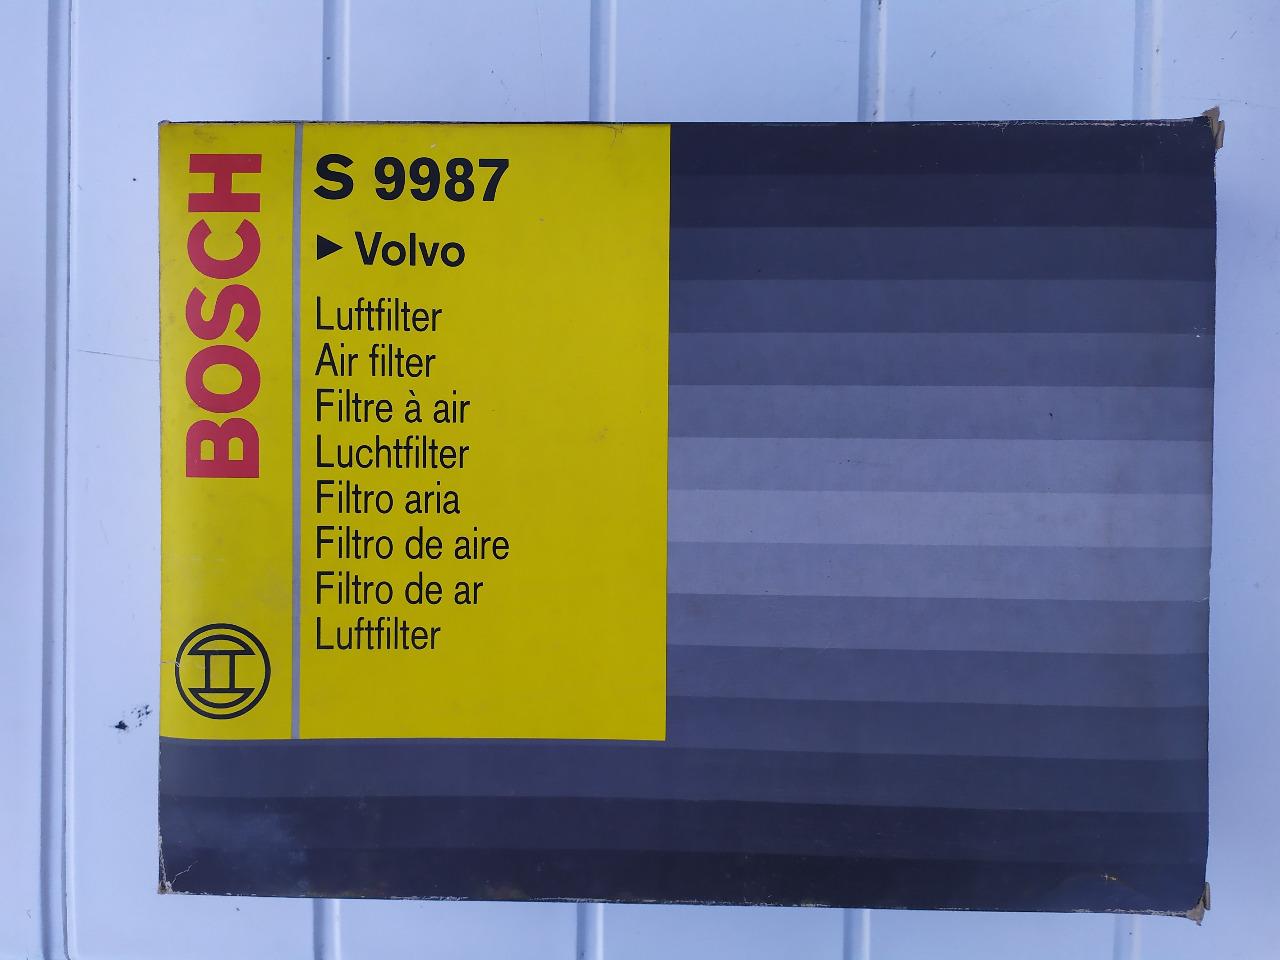 BOSCH
S 9987
► Volvo
Luftfilter
Air filter
Filtre à air
Luchtfilter
Filtro aria
Filtro de aire
Filtro de ar
Luftfilter